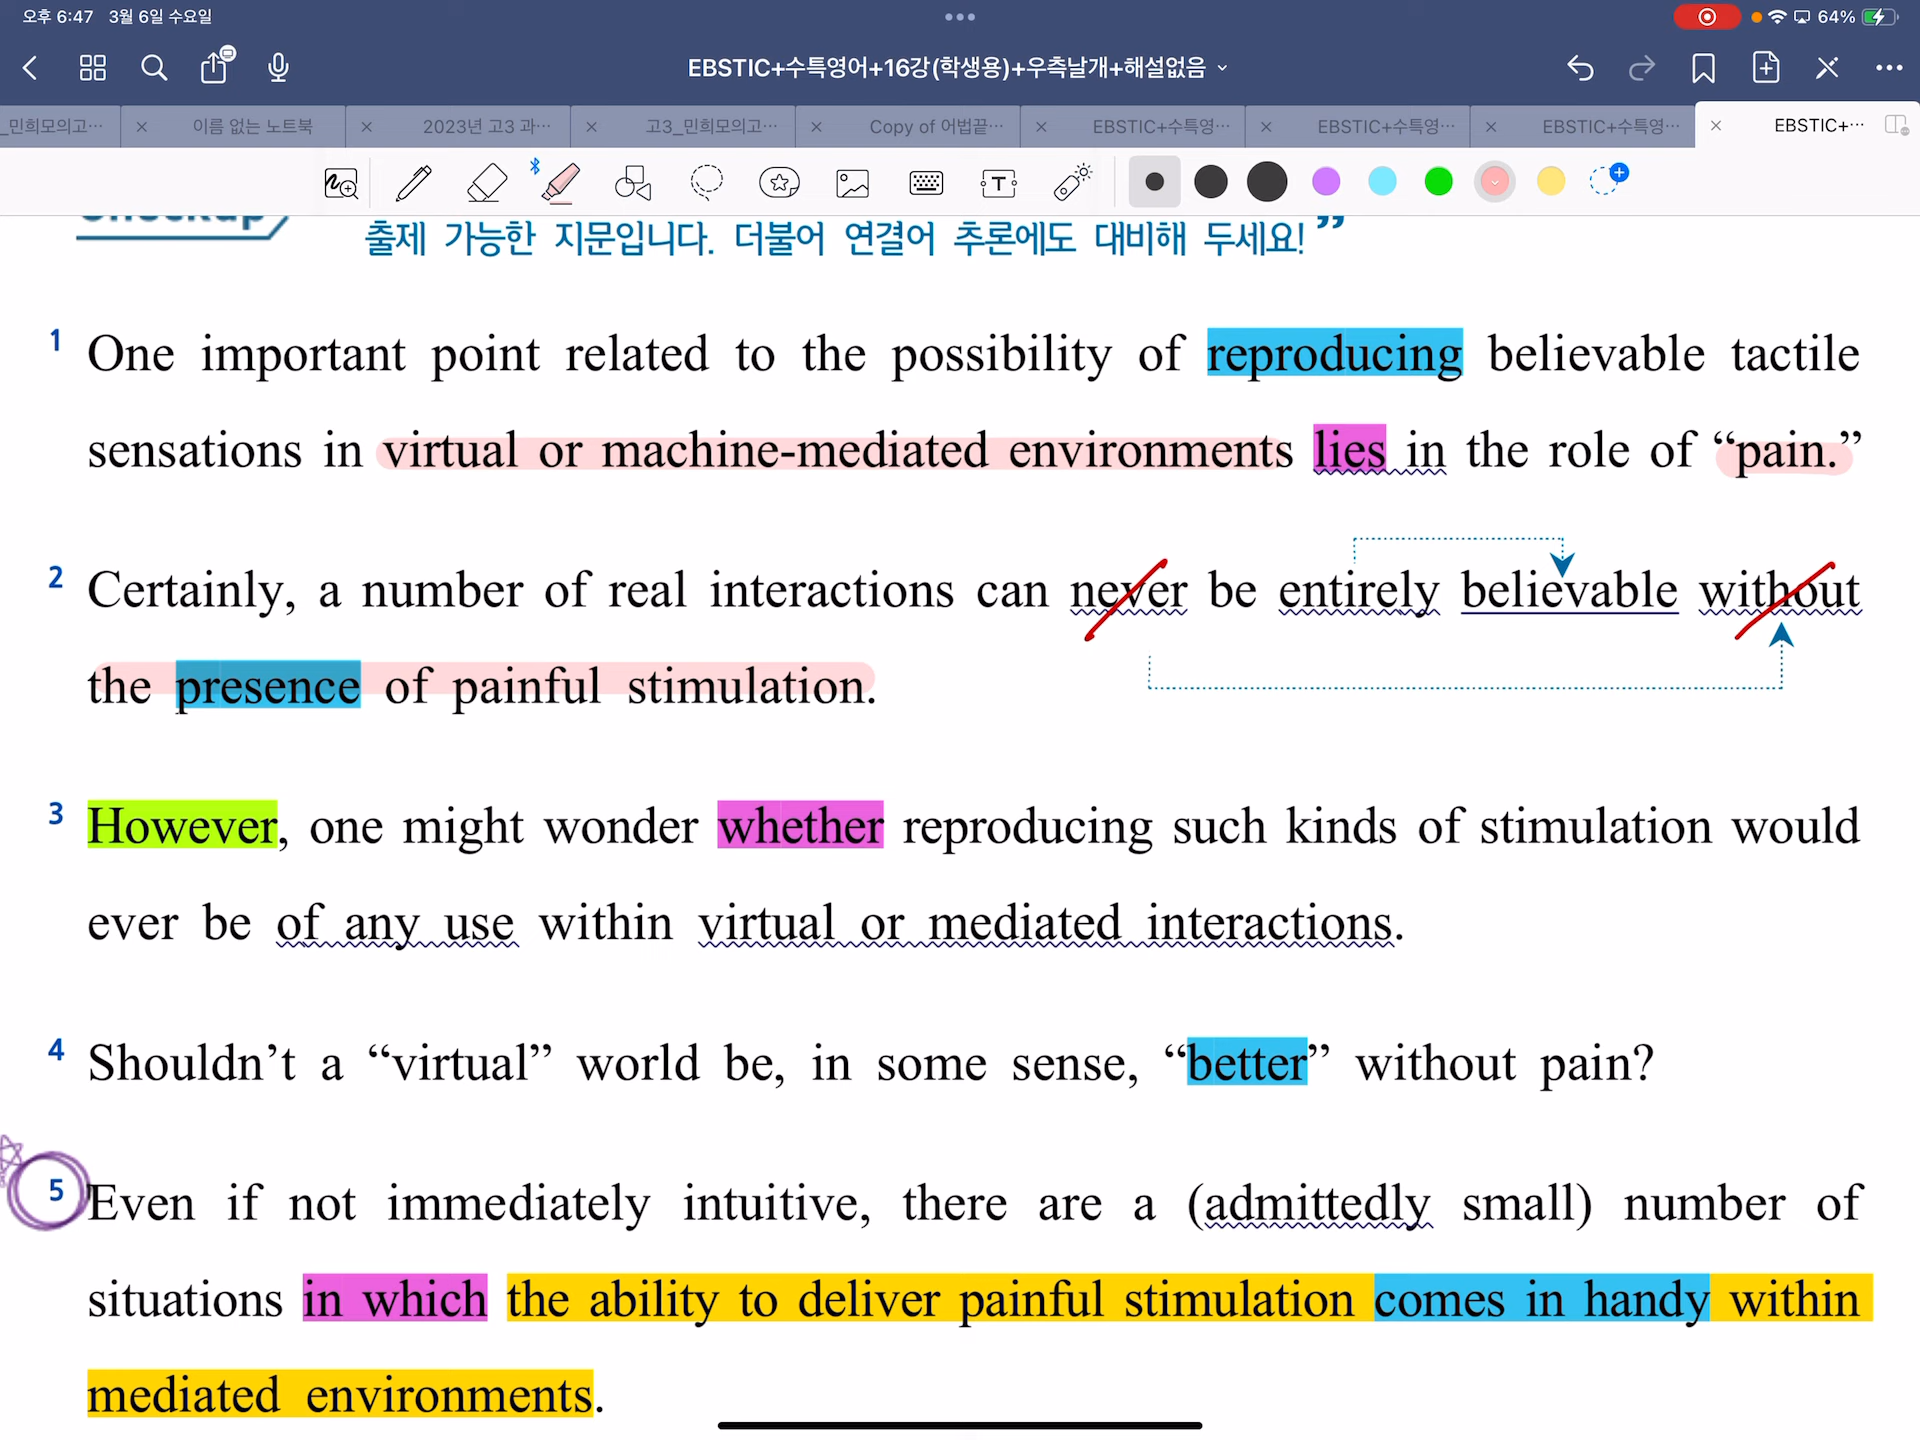 오후 6:47 3월 6일 수요일
64%
EBSTIC+수특영어+16강(학생용)+우측날개+해설없음
_민희모의고…
이름 없는 노트북
2023년 고3 과…
고3_민희모의고…
Copy of 어법끝…
EBSTIC+수특영…
EBSTIC+수특영…
EBSTIC+수특영…
EBSTIC+…
출제 가능한 지문입니다. 더불어 연결어 추론에도 대비해 두세요!”
1 One important point related to the possibility of reproducing believable tactile
sensations in virtual or machine-mediated environments lies in the role of “pain.”
2 Certainly, a number of real interactions can never be entirely believable without
the presence of painful stimulation.
3 However, one might wonder whether reproducing such kinds of stimulation would
ever be of any use within virtual or mediated interactions.
4 Shouldn’t a “virtual” world be, in some sense, “better” without pain?
5 Even if not immediately intuitive, there are a (admittedly small) number of
situations in which the ability to deliver painful stimulation comes in handy within
mediated environments.